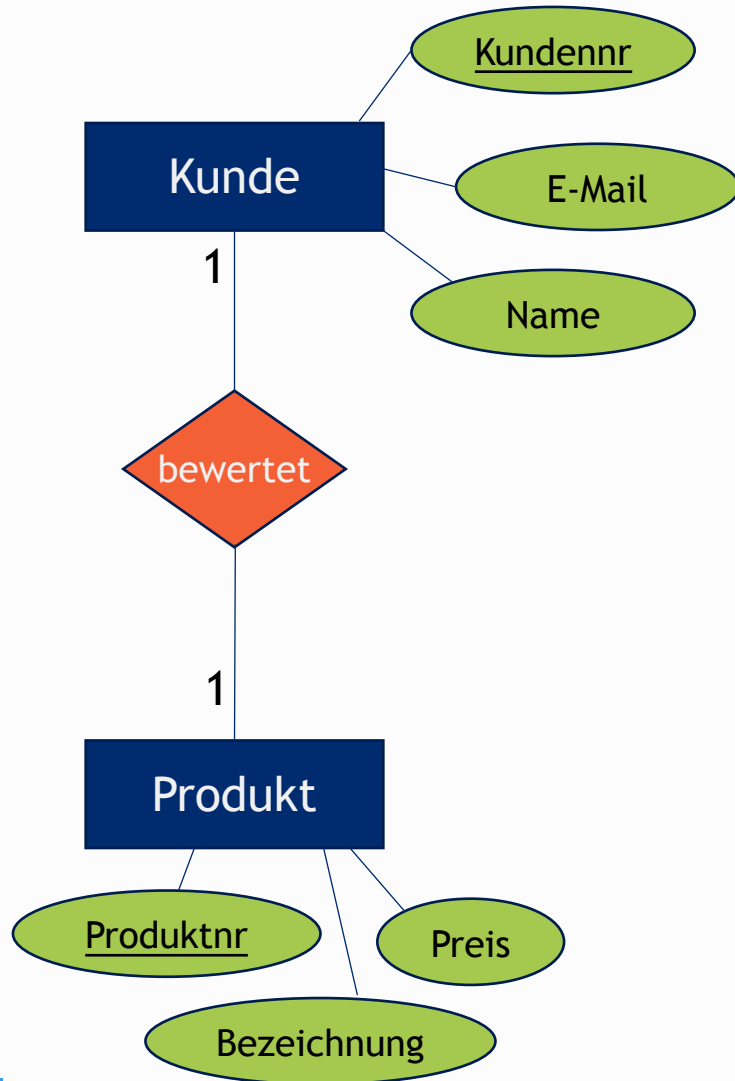 Kundennr
Kunde
E-Mail
1
Name
bewertet
1
Produkt
Produktnr
Preis
Bezeichnung